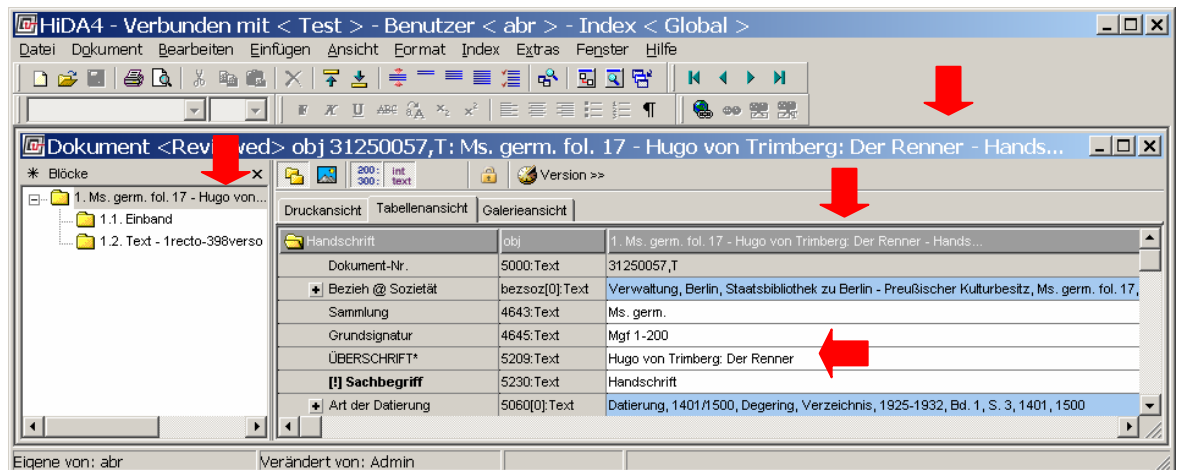 HiDA4 - Verbunden mit < Test > - Benutzer < abr > - Index < Global >
Datei Dokument Bearbeiten Einfügen Ansicht Format Index Extras Fenster Hilfe
F K U ABC
Dokument <Rev wed> obj 31250057,T: Ms. germ. fol. 17 - Hugo von Trimberg: Der Renner - Hands...
Blöcke
200: int
300: text
Version >>
1. Ms. germ. fol. 17 - Hugo von...
1.1. Einband
1.2. Text - 1recto-398verso
Druckansicht Tabellenansicht Galerieansicht
Handschrift obj 1. Ms. germ. fol. 17 - Hugo von Trimberg: Der Renner - Hands...
Dokument-Nr. 5000:Text 31250057,T
Bezieh @ Sozietät bezsoz[0]:Text Verwaltung, Berlin, Staatsbibliothek zu Berlin - Preußischer Kulturbesitz, Ms. germ. fol. 17,
Sammlung 4643:Text Ms. germ.
Grundsignatur 4645:Text Mgf 1-200
ÜBERSCHRIFT* 5209:Text Hugo von Trimberg: Der Renner
[!] Sachbegriff 5230:Text Handschrift
Art der Datierung 5060[0]:Text Datierung, 1401/1500, Degering, Verzeichnis, 1925-1932, Bd. 1, S. 3, 1401, 1500
Eigene von: abr Verändert von: Admin